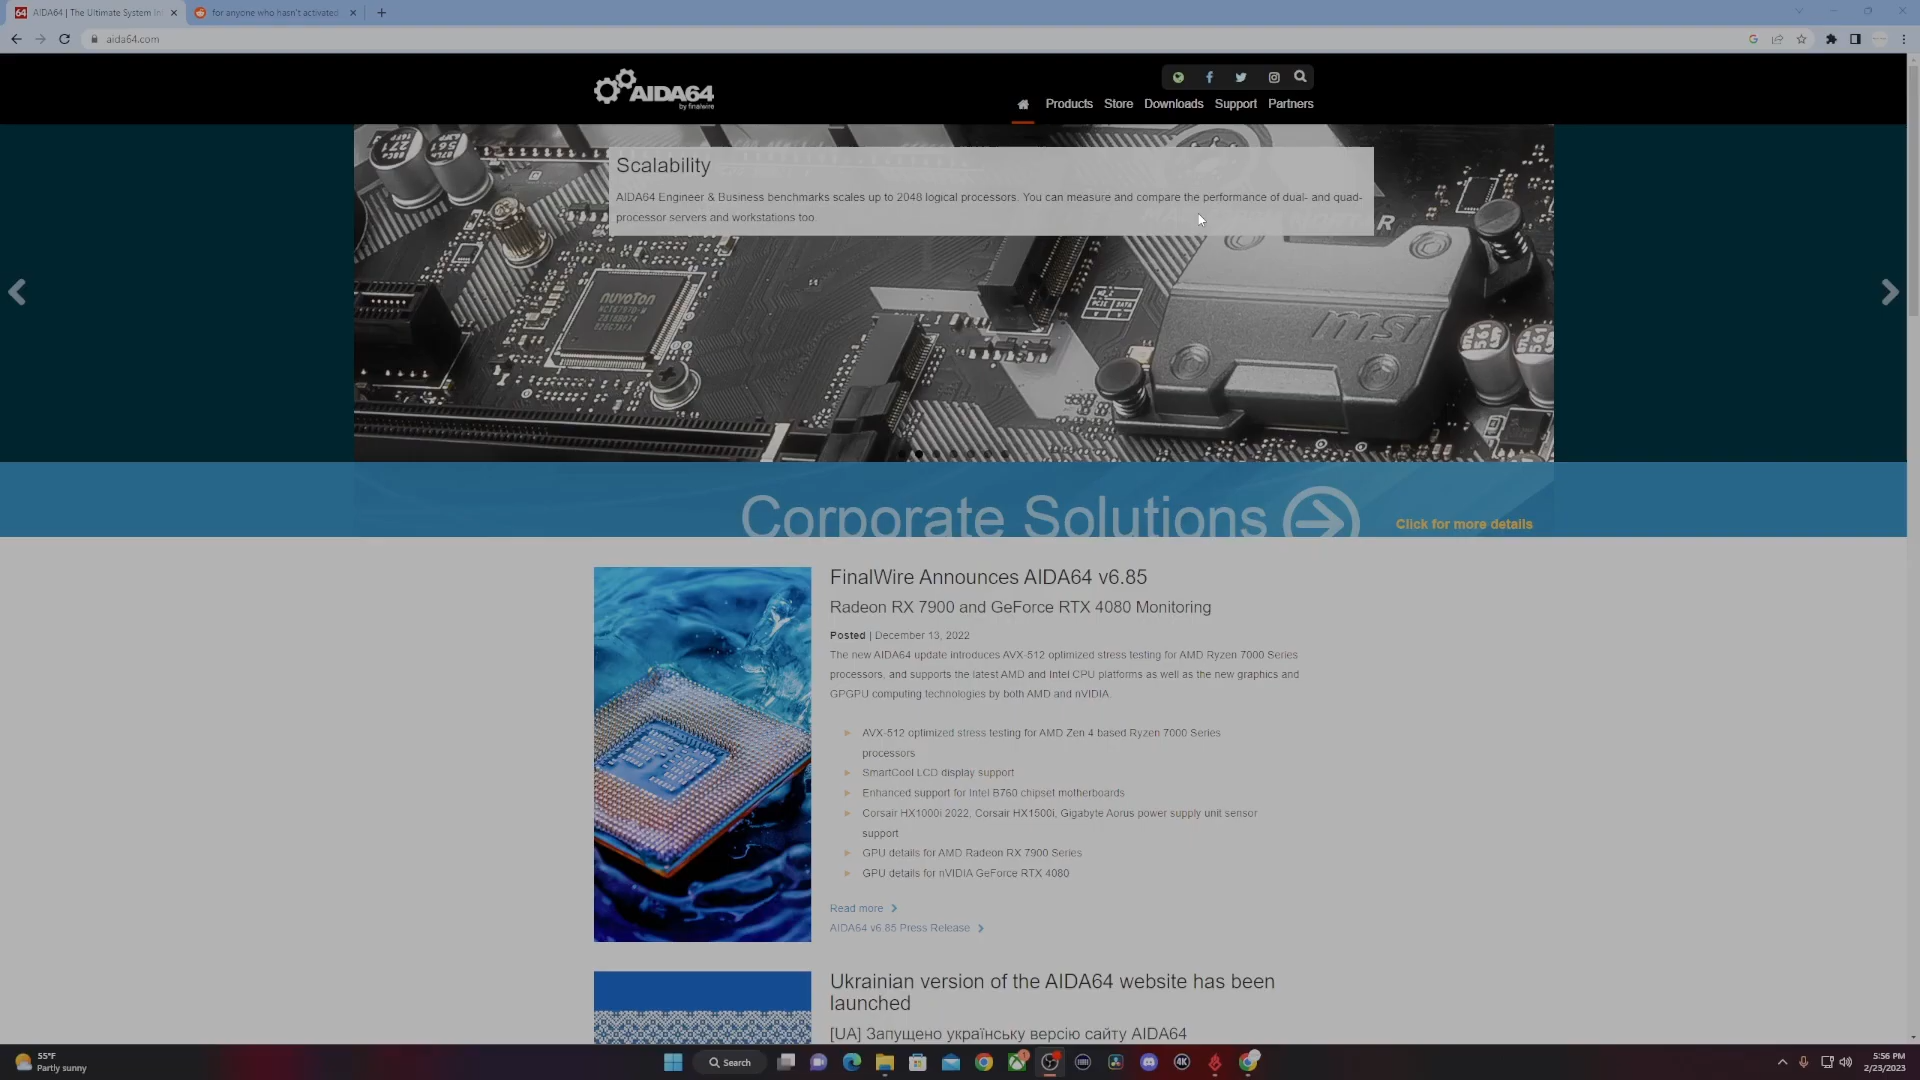 AIDA64 | The Ultimate System In
for anyone who hasn't activated
aida64.com
AIDA64
by finalwire
Products Store Downloads Support Partners
Scalability
AIDA64 Engineer & Business benchmarks scales up to 2048 logical processors. You can measure and compare the performance of dual- and quad-
processor servers and workstations too.
nuvoTon
msi
Corporate Solutions
Click for more details
FinalWire Announces AIDA64 v6.85
Radeon RX 7900 and GeForce RTX 4080 Monitoring
Posted | December 13, 2022
The new AIDA64 update introduces AVX-512 optimized stress testing for AMD Ryzen 7000 Series
processors, and supports the latest AMD and Intel CPU platforms as well as the new graphics and
GPGPU computing technologies by both AMD and nVIDIA.
AVX-512 optimized stress testing for AMD Zen 4 based Ryzen 7000 Series
processors
SmartCool LCD display support
Enhanced support for Intel B760 chipset motherboards
Corsair HX1000i 2022, Corsair HX1500i, Gigabyte Aorus power supply unit sensor
support
GPU details for AMD Radeon RX 7900 Series
GPU details for nVIDIA GeForce RTX 4080
Read more
AIDA64 v6.85 Press Release
Ukrainian version of the AIDA64 website has been
launched
[UA] Запущено українську версію сайту AIDA64
55°F
Partly sunny
Search
4K
5:56 PM
2/23/2023